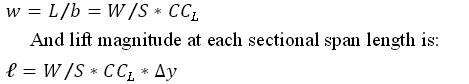 w = L/b = W/S * CC_L
And lift magnitude at each sectional span length is:
ℓ = W/S * CC_L * Δy